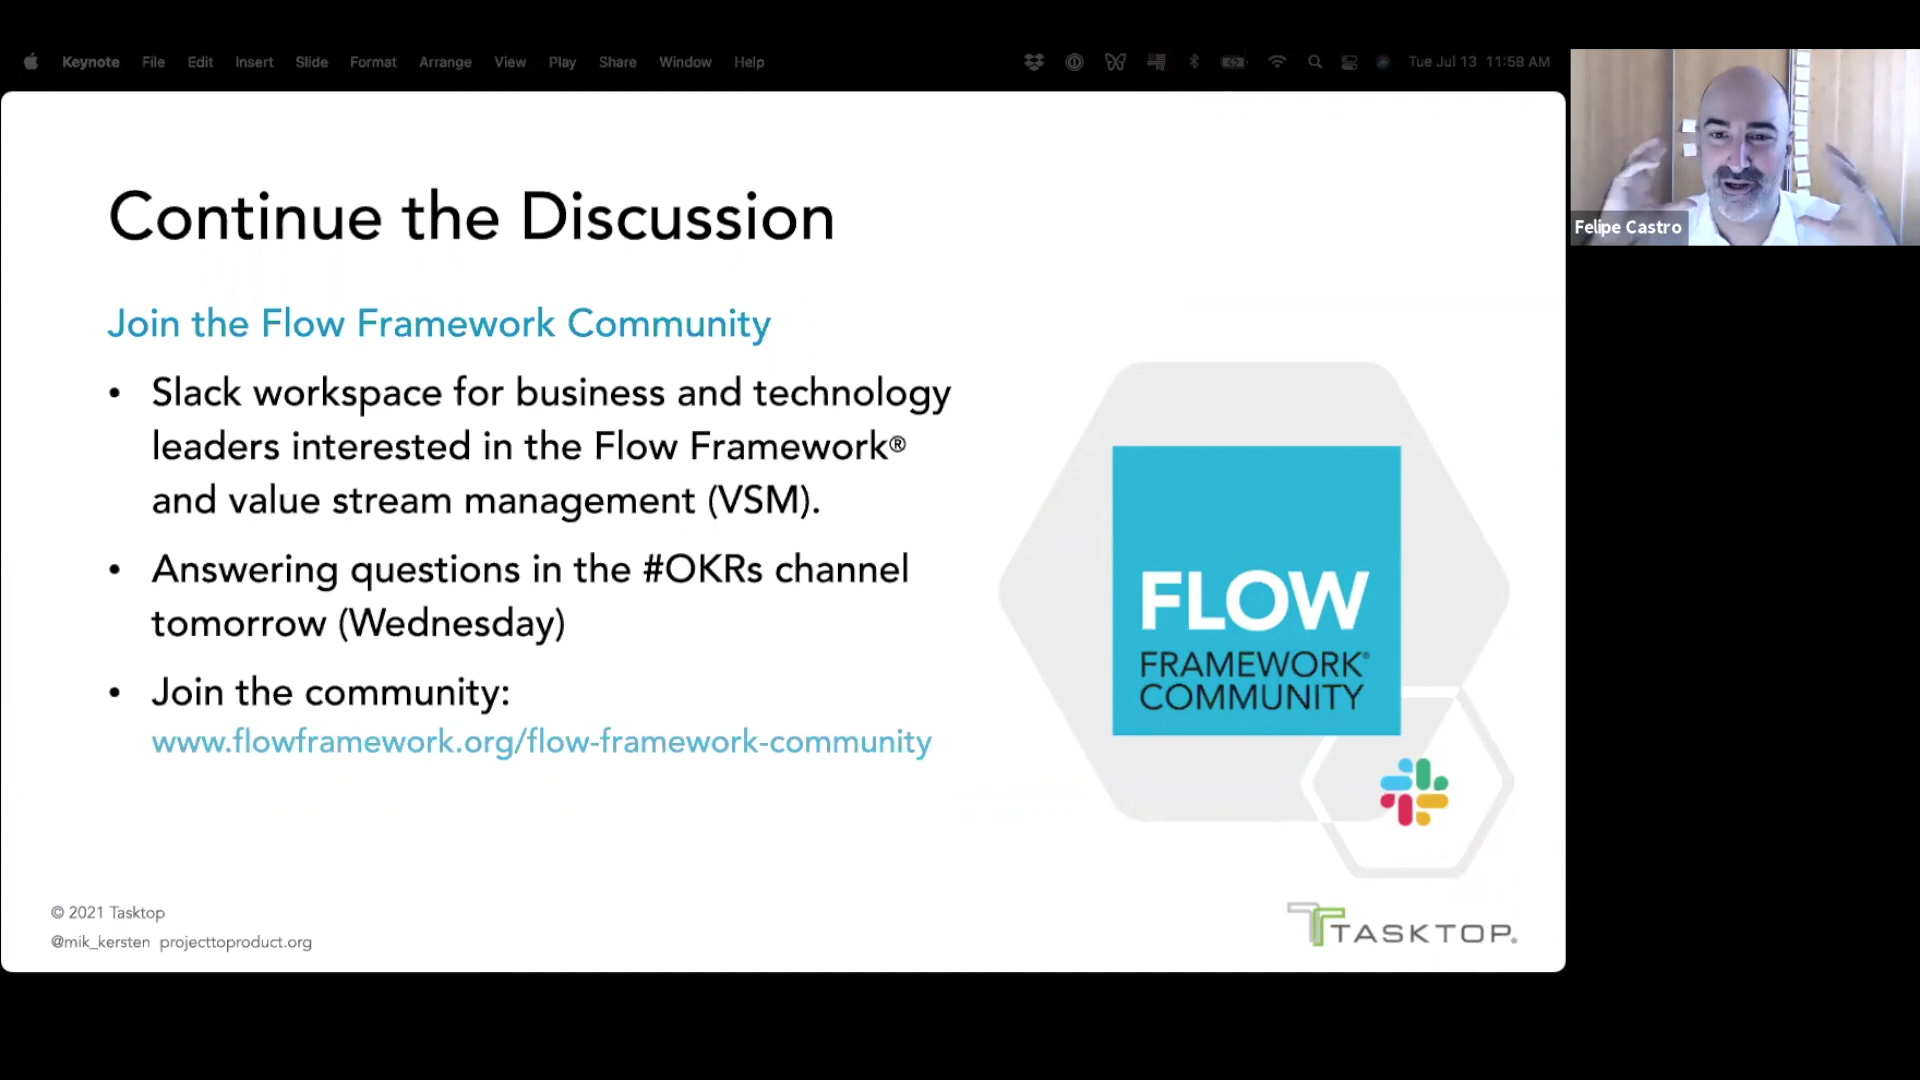 Keynote File Edit Insert Slide Format Arrange View Play Share Window Help Tue Jul 13 11:58 AM
Felipe Castro
Continue the Discussion
Join the Flow Framework Community
• Slack workspace for business and technology
leaders interested in the Flow Framework®
and value stream management (VSM).
• Answering questions in the #OKRs channel
tomorrow (Wednesday)
• Join the community:
www.flowframework.org/flow-framework-community
FLOW
FRAMEWORK®
COMMUNITY
© 2021 Tasktop
@mik_kersten projecttoproduct.org
TASKTOP®